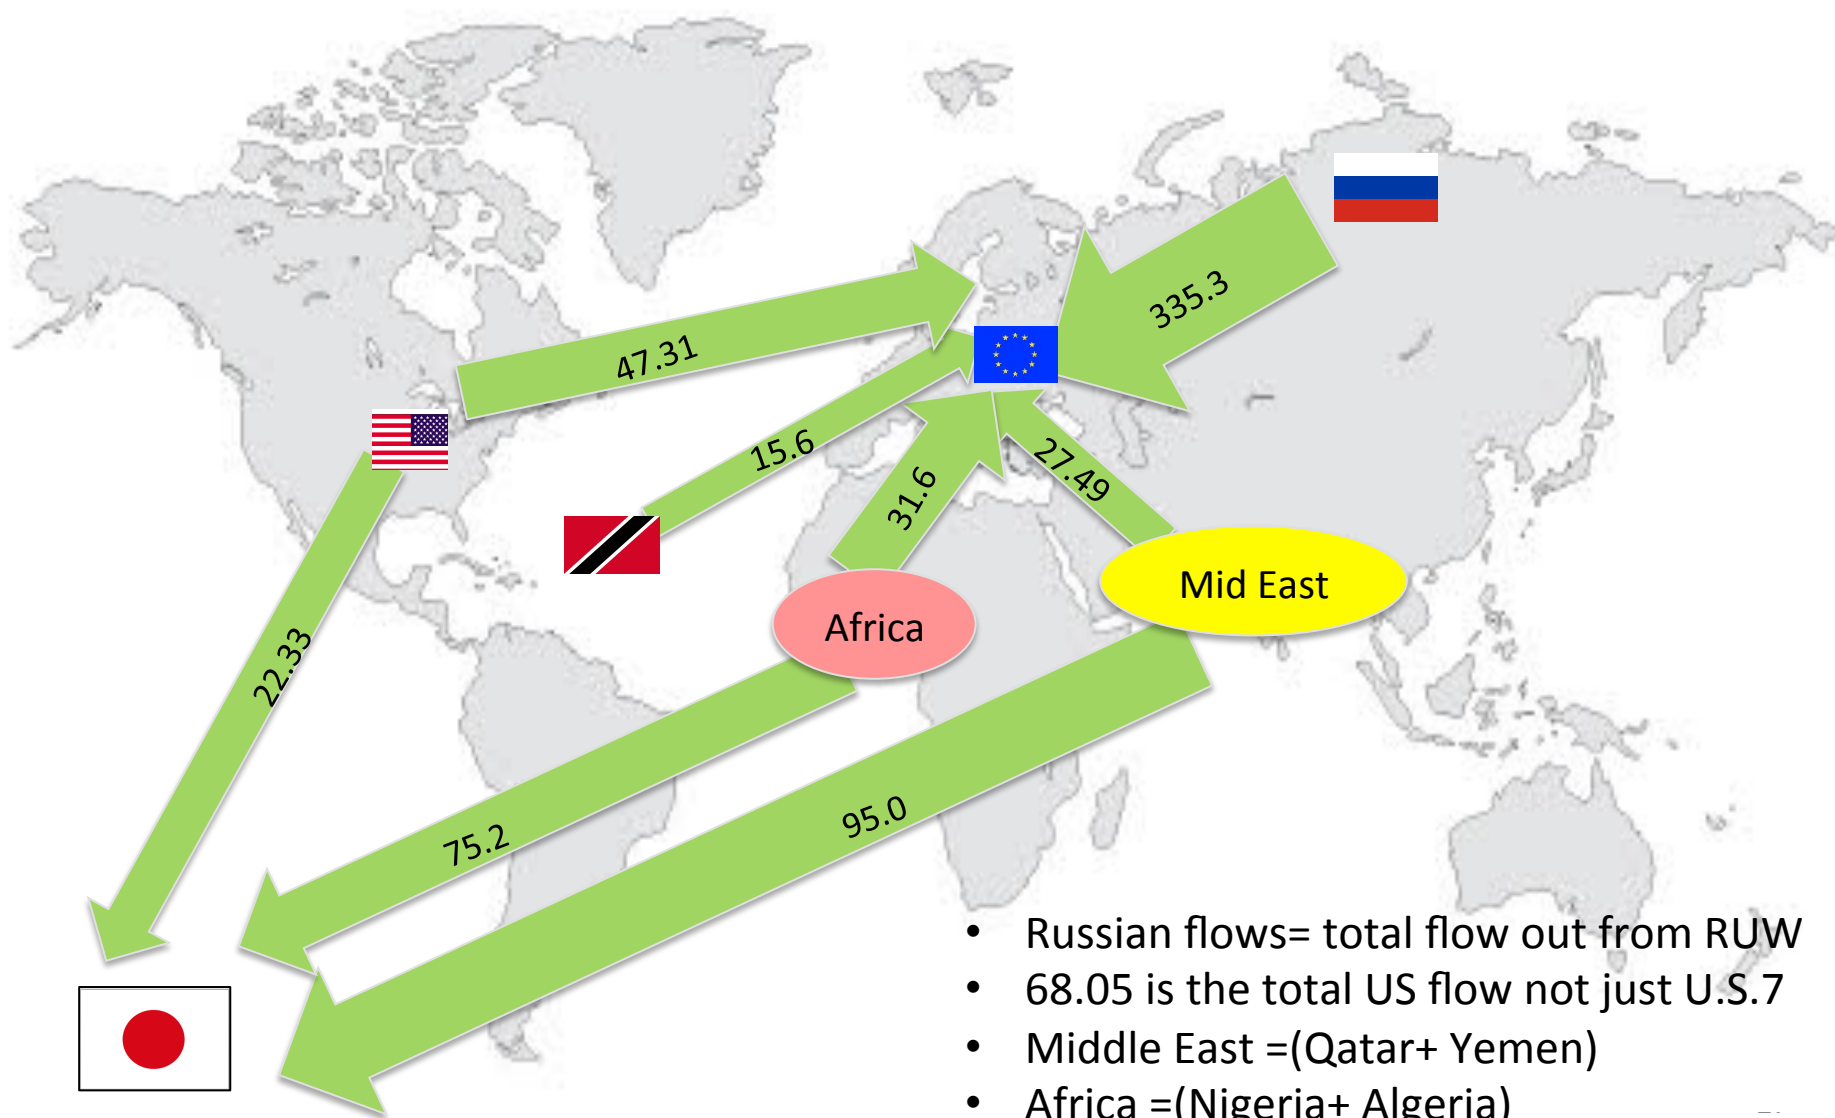 335.3
47.31
15.6
31.6
27.49
Mid East
Africa
22.33
75.2
95.0
• Russian flows= total flow out from RUW
• 68.05 is the total US flow not just U.S.7
• Middle East =(Qatar+ Yemen)
• Africa =(Nigeria+ Algeria)